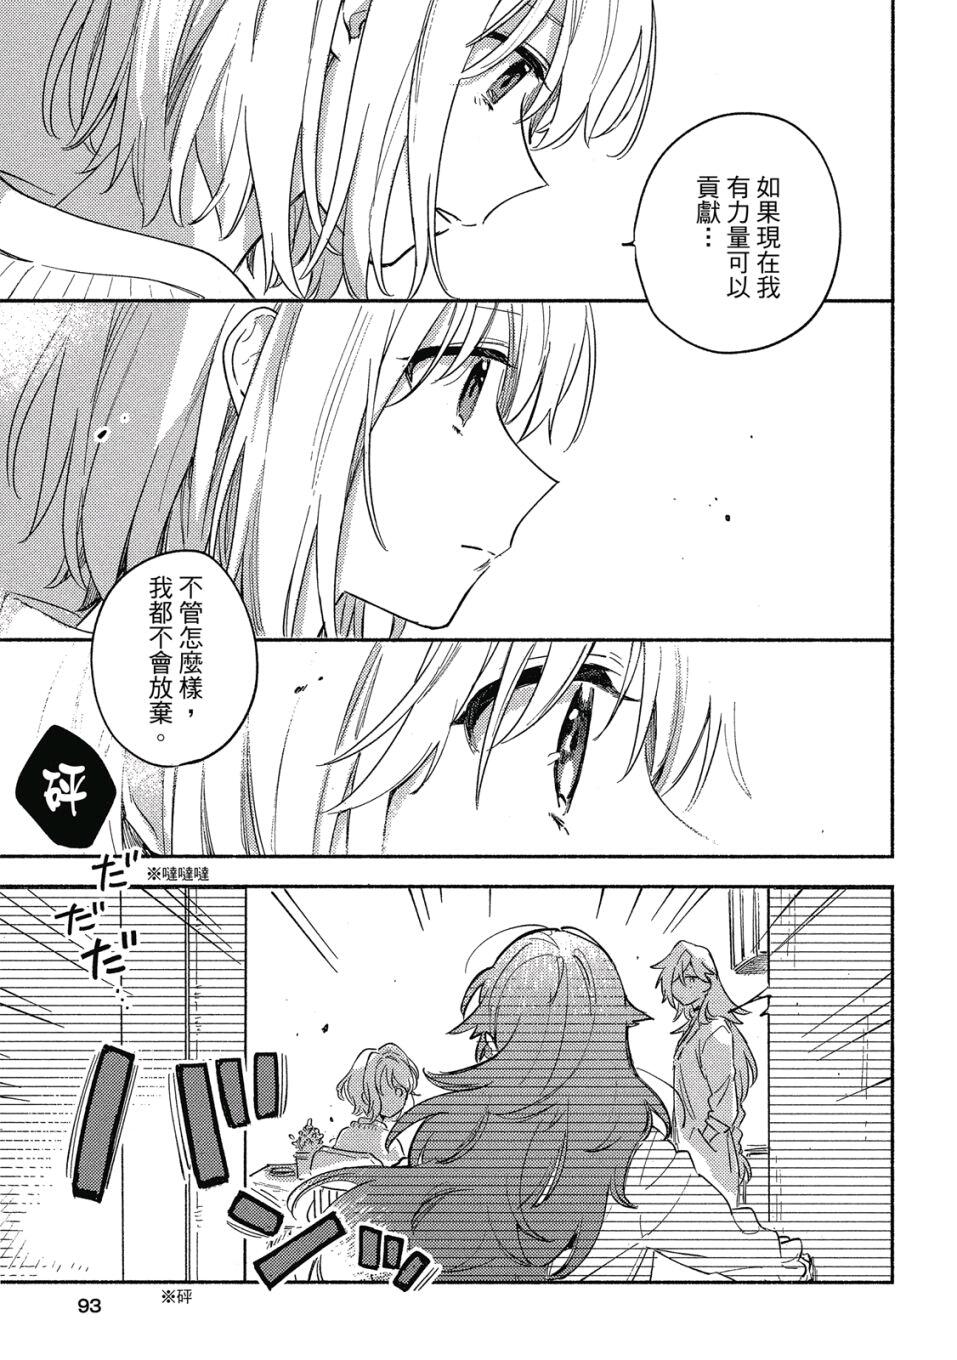 如果現在我
有力量可以
貢獻⋯
不管怎麼樣，
我都不會放棄。
砰
だ
だ
だ
※噠噠噠
バンッ
※砰
93